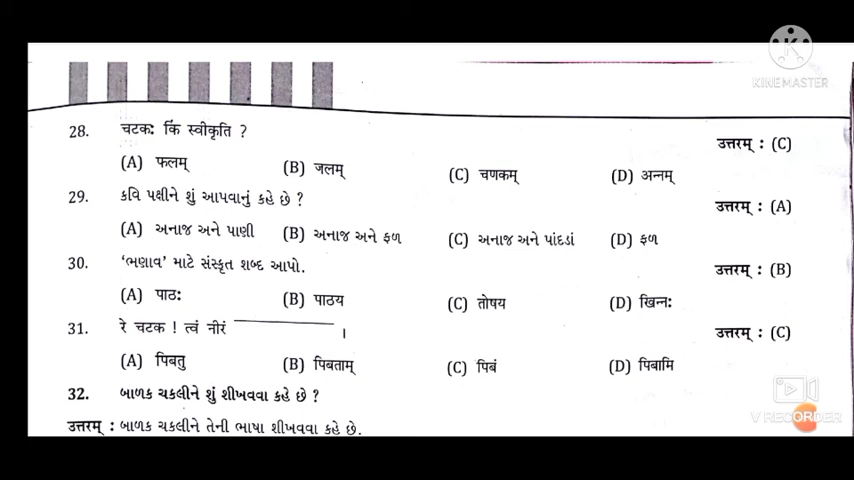 KINEMASTER
28. चटकः किं स्वीकृति ?
उत्तरम् : (C)
(A) फलम् (B) जलम् (C) चणकम् (D) अन्नम्
29. કવિ પક્ષીને શું આપવાનું કહે છે ?
उत्तरम् : (A)
(A) અનાજ અને પાણી (B) અનાજ અને ફળ (C) અનાજ અને પાંદડાં (D) ફળ
30. ‘ભણાવ’ માટે સંસ્કૃત શબ્દ આપો.
उत्तरम् : (B)
(A) पाठः (B) पाठय (C) तोषय (D) खिन्नः
31. रे चटक ! त्वं नीरं ________ ।
उत्तरम् : (C)
(A) पिबतु (B) पिबताम् (C) पिबं (D) पिबामि
32. બાળક ચકલીને શું શીખવવા કહે છે ?
उत्तरम् : બાળક ચકલીને તેની ભાષા શીખવવા કહે છે.
V RECORDER